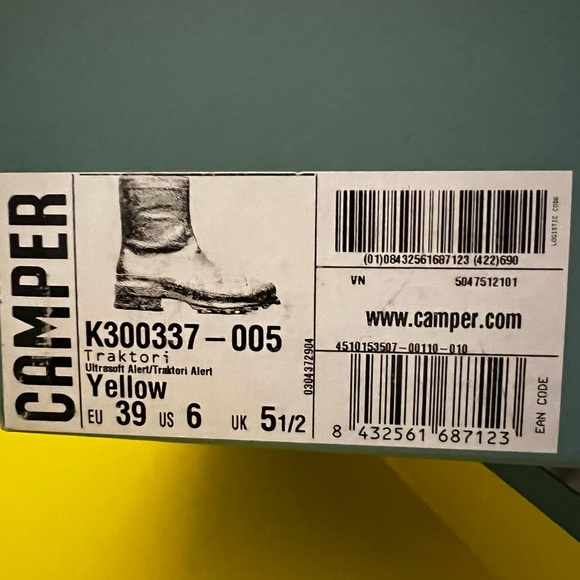 CAMPER
K300337-005
Traktori
Ultrasoft Alert/Traktori Alert
Yellow
EU 39 US 6 UK 5 1/2
0304372904
(01)08432561687123 (422)690
LOGISTIC CODE
VN 5047512101
www.camper.com
4510153507-00110-010
8 432561 687123
EAN CODE